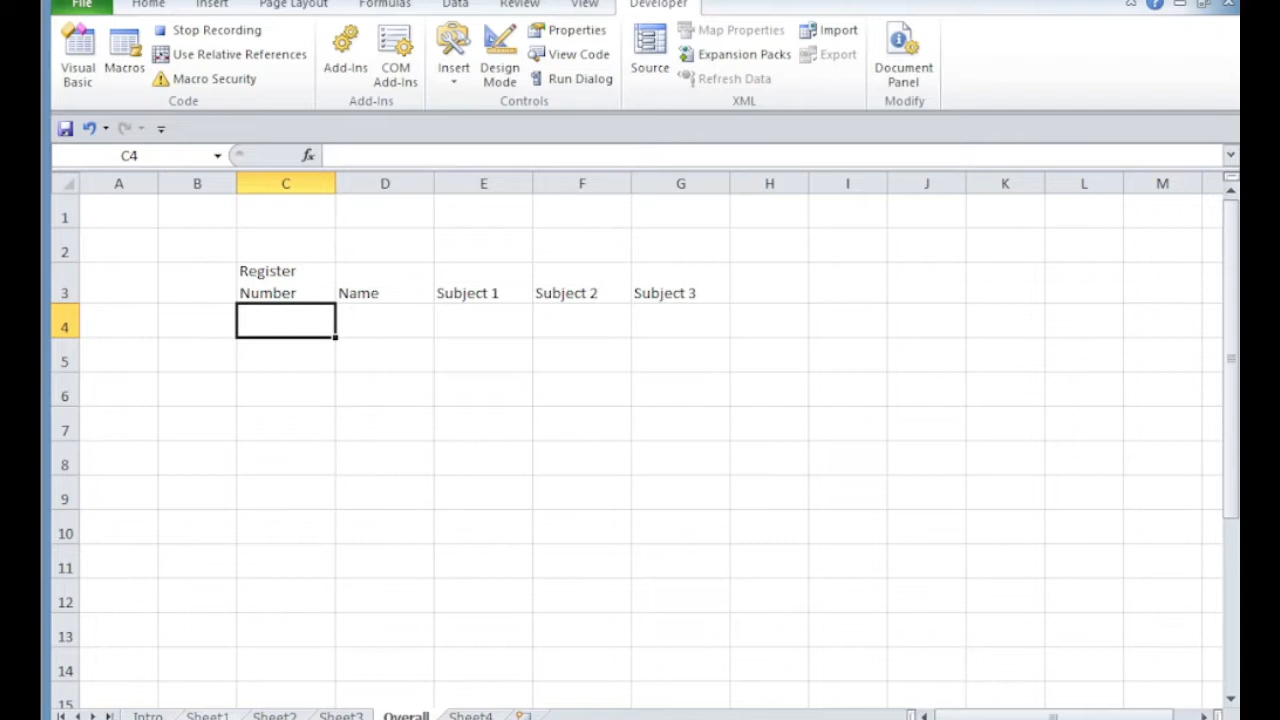 File Home Insert Page Layout Formulas Data Review View Developer
Visual Basic
Macros
Stop Recording
Use Relative References
Macro Security
Code
Add-Ins
COM Add-Ins
Add-Ins
Insert
Design Mode
Properties
View Code
Run Dialog
Controls
Source
Map Properties
Expansion Packs
Refresh Data
Import
Export
XML
Document Panel
Modify
C4 fx
A B C D E F G H I J K L M
1
2
Register
3 Number Name Subject 1 Subject 2 Subject 3
4
5
6
7
8
9
10
11
12
13
14
15
Intro Sheet1 Sheet2 Sheet3 Overall Sheet4